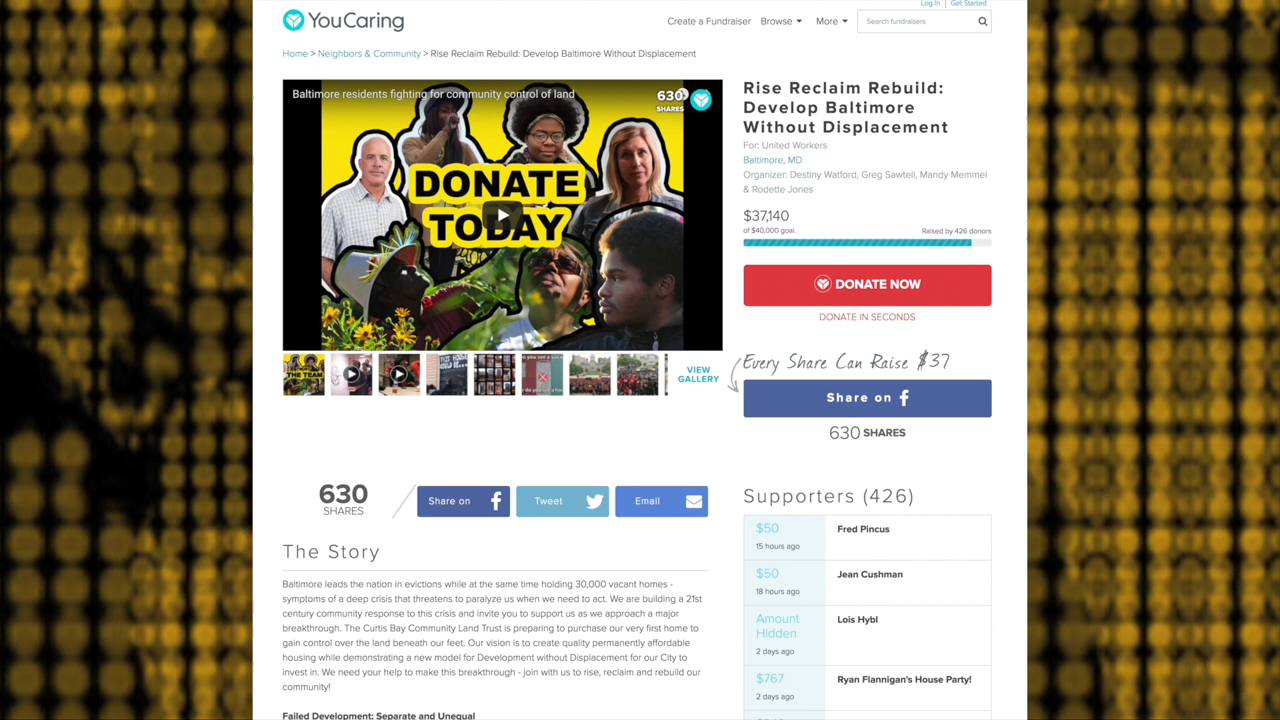 Log In | Get Started
YouCaring
Create a Fundraiser Browse More Search fundraisers
Home > Neighbors & Community > Rise Reclaim Rebuild: Develop Baltimore Without Displacement
Baltimore residents fighting for community control of land
630
SHARES
DONATE
TODAY
THE TEAM
VIEW
GALLERY
630
SHARES
Share on
Tweet
Email
The Story
Baltimore leads the nation in evictions while at the same time holding 30,000 vacant homes -
symptoms of a deep crisis that threatens to paralyze us when we need to act. We are building a 21st
century community response to this crisis and invite you to support us as we approach a major
breakthrough. The Curtis Bay Community Land Trust is preparing to purchase our very first home to
gain control over the land beneath our feet. Our vision is to create quality permanently affordable
housing while demonstrating a new model for Development without Displacement for our City to
invest in. We need your help to make this breakthrough - join with us to rise, reclaim and rebuild our
community!
Failed Development: Separate and Unequal
Rise Reclaim Rebuild:
Develop Baltimore
Without Displacement
For: United Workers
Baltimore, MD
Organizer: Destiny Watford, Greg Sawtell, Mandy Memmel
& Rodette Jones
$37,140
of $40,000 goal.
Raised by 426 donors
DONATE NOW
DONATE IN SECONDS
Every Share Can Raise $37
Share on f
630 SHARES
Supporters (426)
$50 Fred Pincus
15 hours ago
$50 Jean Cushman
18 hours ago
Amount Lois Hybl
Hidden
2 days ago
$767 Ryan Flannigan's House Party!
2 days ago